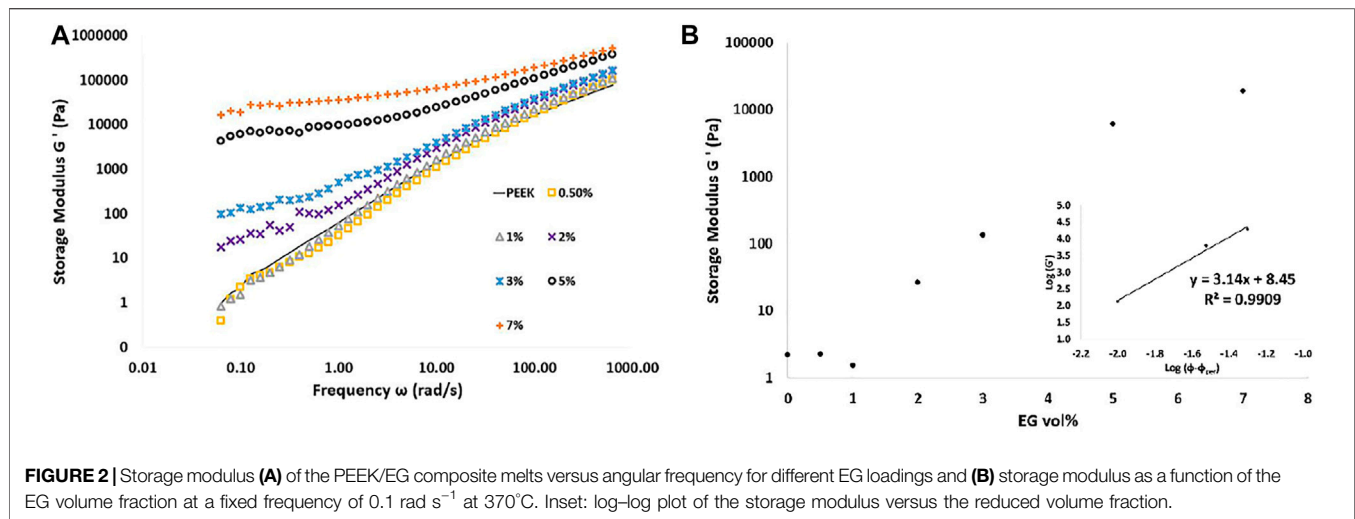 A
1000000
100000
10000
1000
100
10
1
0
0.01 0.10 1.00 10.00 100.00 1000.00
Storage Modulus G ' (Pa)
Frequency ω (rad/s)
PEEK 0.50%
1% 2%
3% 5%
7%
B
100000
10000
1000
100
10
1
0 1 2 3 4 5 6 7 8
Storage Modulus G ' (Pa)
EG vol%
5.0
4.5
4.0
3.5
3.0
2.5
2.0
1.5
1.0
-2.2 -2.0 -1.8 -1.6 -1.4 -1.2 -1.0
Log (G')
Log (ϕ-ϕper)
y = 3.14x + 8.45
R² = 0.9909
FIGURE 2 | Storage modulus (A) of the PEEK/EG composite melts versus angular frequency for different EG loadings and (B) storage modulus as a function of the
EG volume fraction at a fixed frequency of 0.1 rad s⁻¹ at 370°C. Inset: log–log plot of the storage modulus versus the reduced volume fraction.